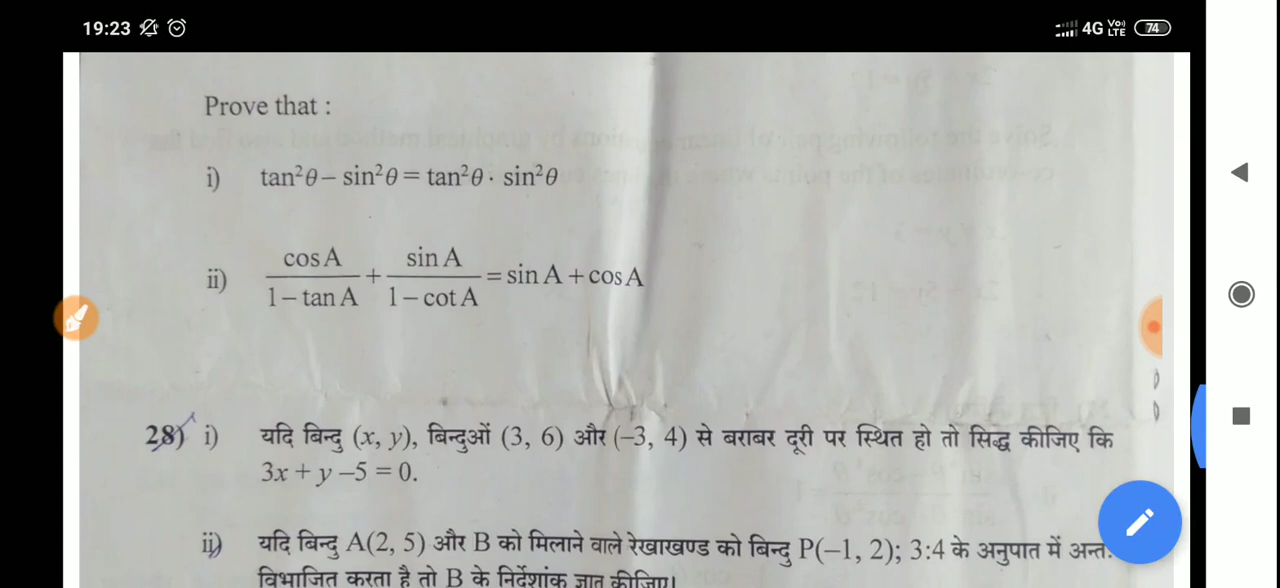 19:23 4G Vo) LTE 74
Prove that :
i) tan²θ – sin²θ = tan²θ · sin²θ
ii) cos A / 1 – tan A + sin A / 1 – cot A = sin A + cos A
28) i) यदि बिन्दु (x, y), बिन्दुओं (3, 6) और (–3, 4) से बराबर दूरी पर स्थित हो तो सिद्ध कीजिए कि
3x + y –5 = 0.
ii) यदि बिन्दु A(2, 5) और B को मिलाने वाले रेखाखण्ड को बिन्दु P(–1, 2); 3:4 के अनुपात में अन्त:
विभाजित करता है तो B के निर्देशांक ज्ञात कीजिए।